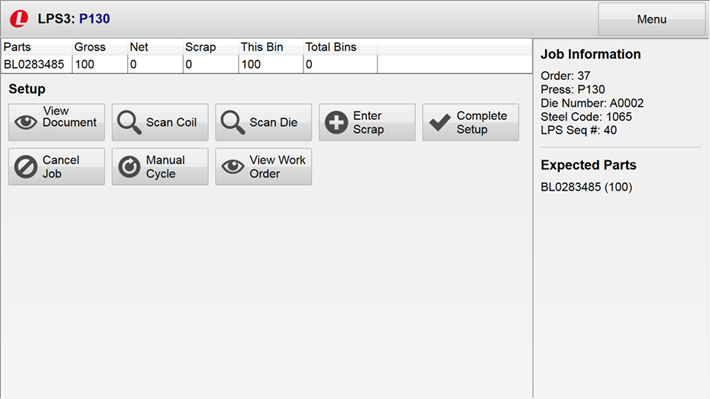 L LPS3: P130
Menu
Parts Gross Net Scrap This Bin Total Bins
BL0283485 100 0 0 100 0
Setup
View
Document
Scan Coil
Scan Die
Enter
Scrap
Complete
Setup
Cancel
Job
Manual
Cycle
View Work
Order
Job Information
Order: 37
Press: P130
Die Number: A0002
Steel Code: 1065
LPS Seq #: 40
Expected Parts
BL0283485 (100)